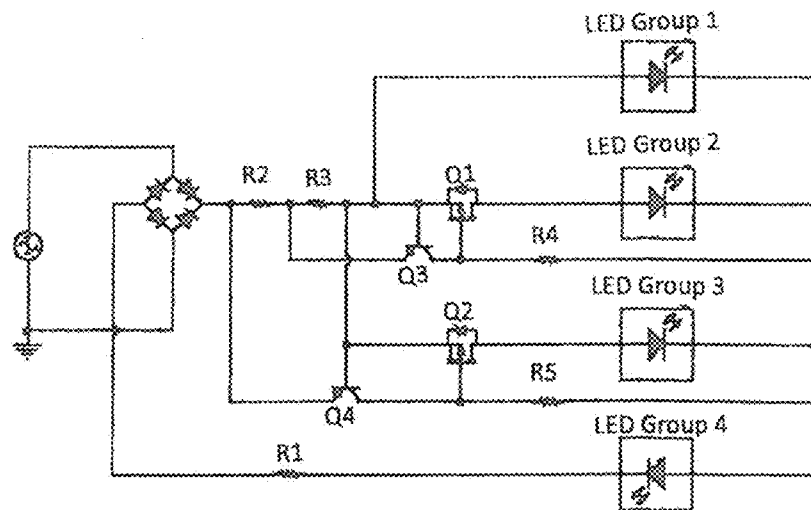 LED Group 1
LED Group 2
R2
R3
Q1
R4
Q3
LED Group 3
Q2
R5
Q4
LED Group 4
R1